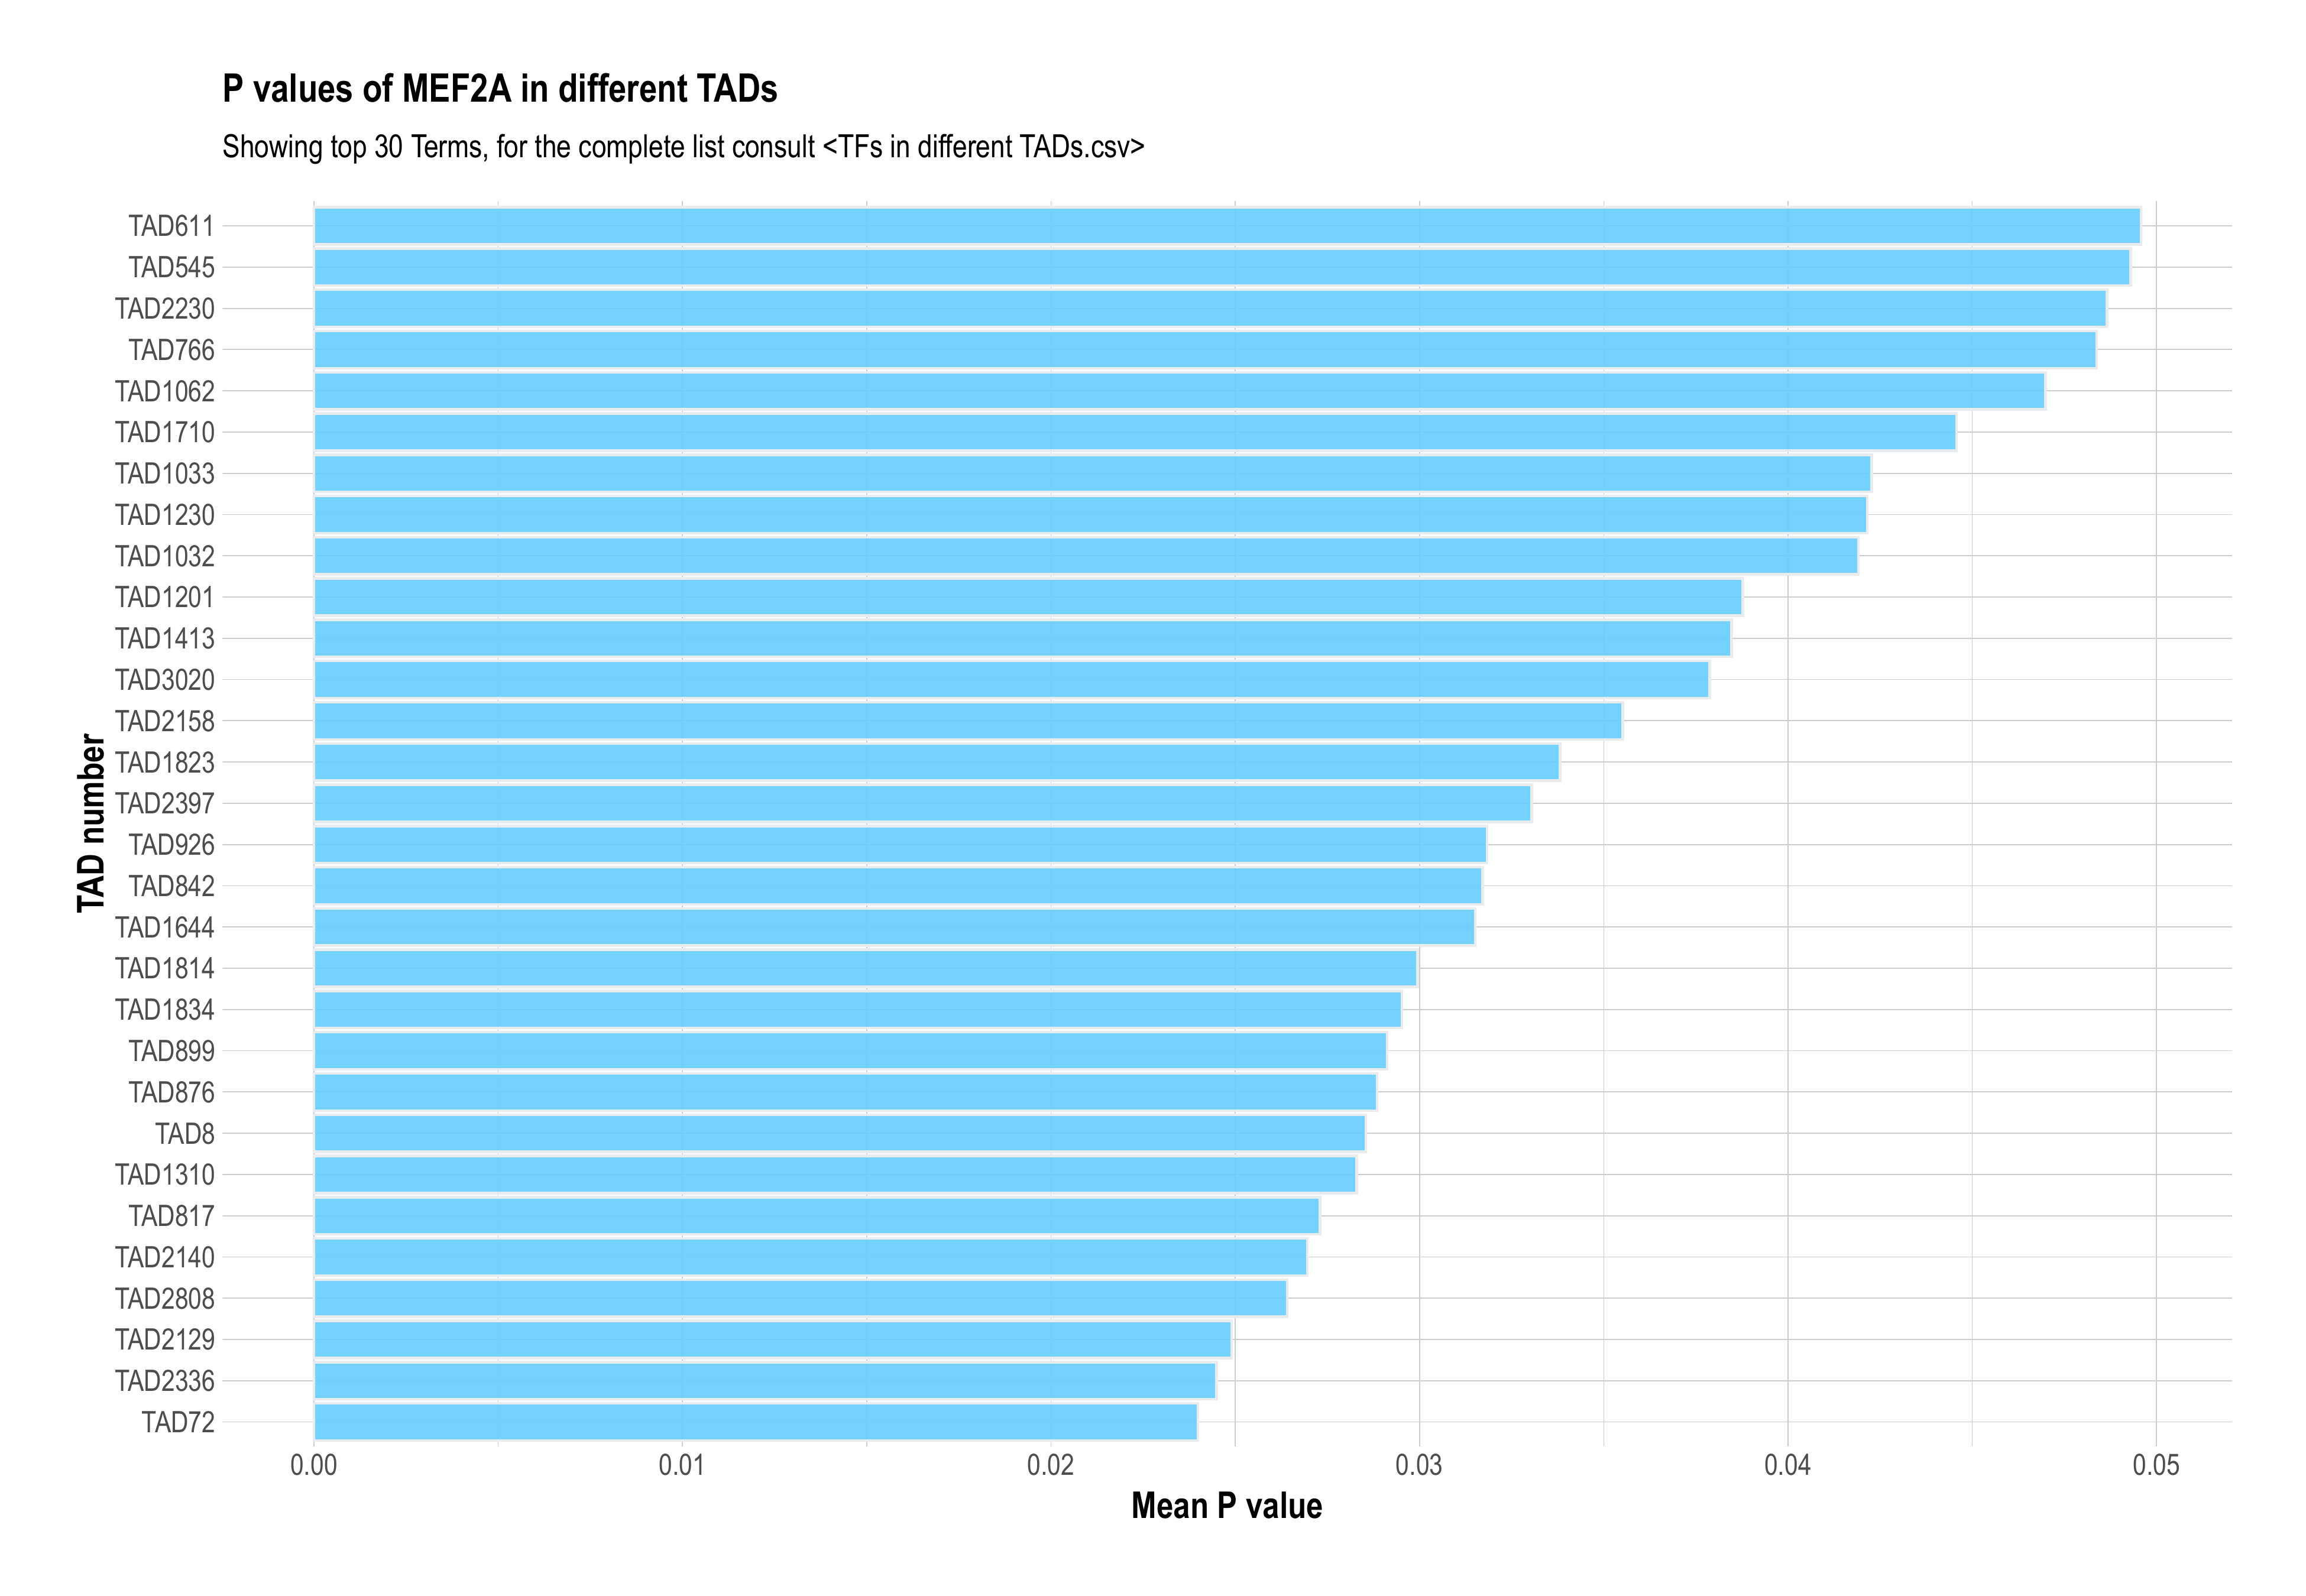 P values of MEF2A in different TADs
Showing top 30 Terms, for the complete list consult <TFs in different TADs.csv>
TAD number
TAD611
TAD545
TAD2230
TAD766
TAD1062
TAD1710
TAD1033
TAD1230
TAD1032
TAD1201
TAD1413
TAD3020
TAD2158
TAD1823
TAD2397
TAD926
TAD842
TAD1644
TAD1814
TAD1834
TAD899
TAD876
TAD8
TAD1310
TAD817
TAD2140
TAD2808
TAD2129
TAD2336
TAD72
0.00 0.01 0.02 0.03 0.04 0.05
Mean P value